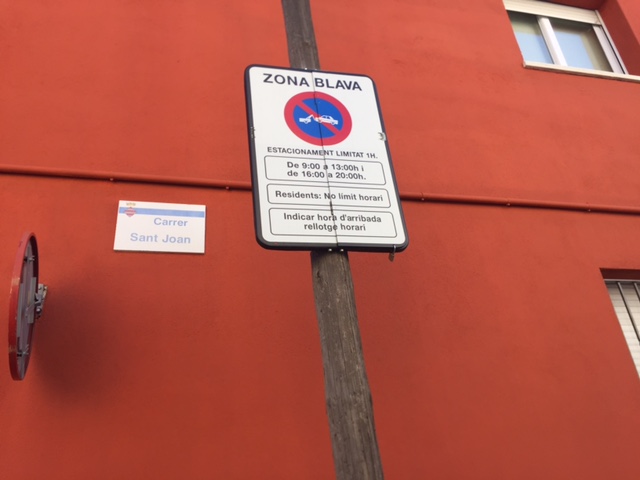 ZONA BLAVA
ESTACIONAMENT LIMITAT 1H.
De 9:00 a 13:00h i
de 16:00 a 20:00h.
Residents: No limit horari
Indicar hora d'arribada
rellotge horari
Carrer
Sant Joan